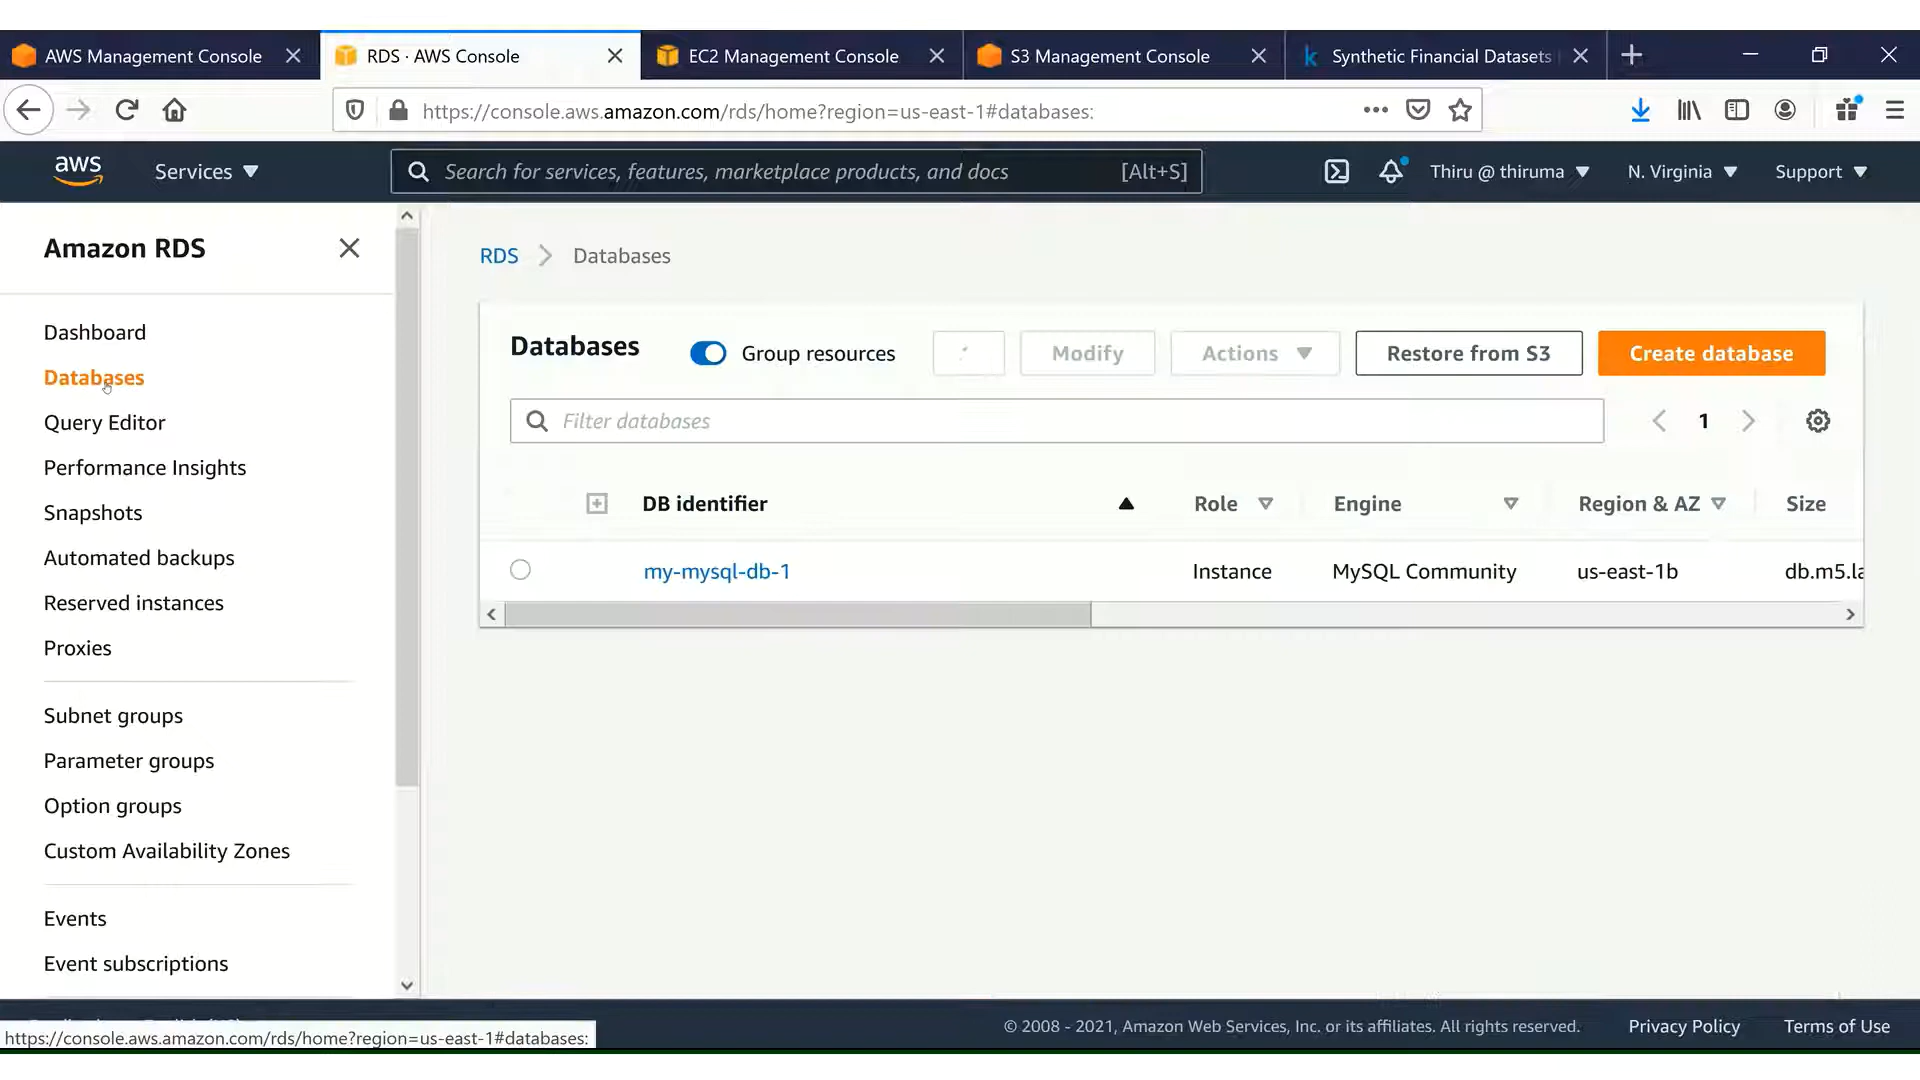 AWS Management Console
RDS · AWS Console
EC2 Management Console
S3 Management Console
Synthetic Financial Datasets
https://console.aws.amazon.com/rds/home?region=us-east-1#databases:
aws
Services
Search for services, features, marketplace products, and docs
[Alt+S]
Thiru @ thiruma
N. Virginia
Support
Amazon RDS
Dashboard
Databases
Query Editor
Performance Insights
Snapshots
Automated backups
Reserved instances
Proxies
Subnet groups
Parameter groups
Option groups
Custom Availability Zones
Events
Event subscriptions
RDS
Databases
Databases
Group resources
Modify
Actions
Restore from S3
Create database
Filter databases
1
DB identifier
Role
Engine
Region & AZ
Size
my-mysql-db-1
Instance
MySQL Community
us-east-1b
db.m5.la
© 2008 - 2021, Amazon Web Services, Inc. or its affiliates. All rights reserved.
Privacy Policy
Terms of Use
https://console.aws.amazon.com/rds/home?region=us-east-1#databases: